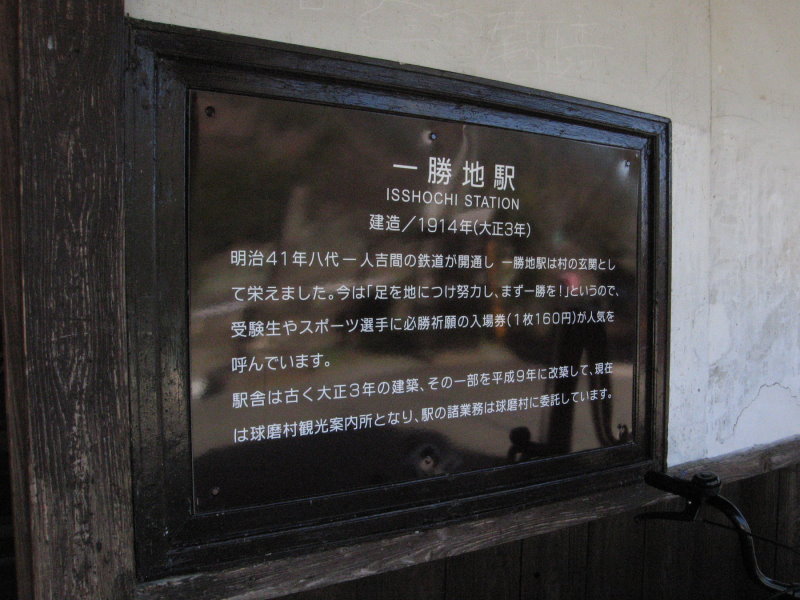 一勝地駅
ISSHOCHI STATION
建造／1914年(大正3年)
明治41年八代－人吉間の鉄道が開通し 一勝地駅は村の玄関とし
て栄えました。今は「足を地につけ努力し、まず一勝を!」というので、
受験生やスポーツ選手に必勝祈願の入場券(1枚160円)が人気を
呼んでいます。
駅舎は古く大正3年の建築、その一部を平成9年に改築して、現在
は球磨村観光案内所となり、駅の諸業務は球磨村に委託しています。